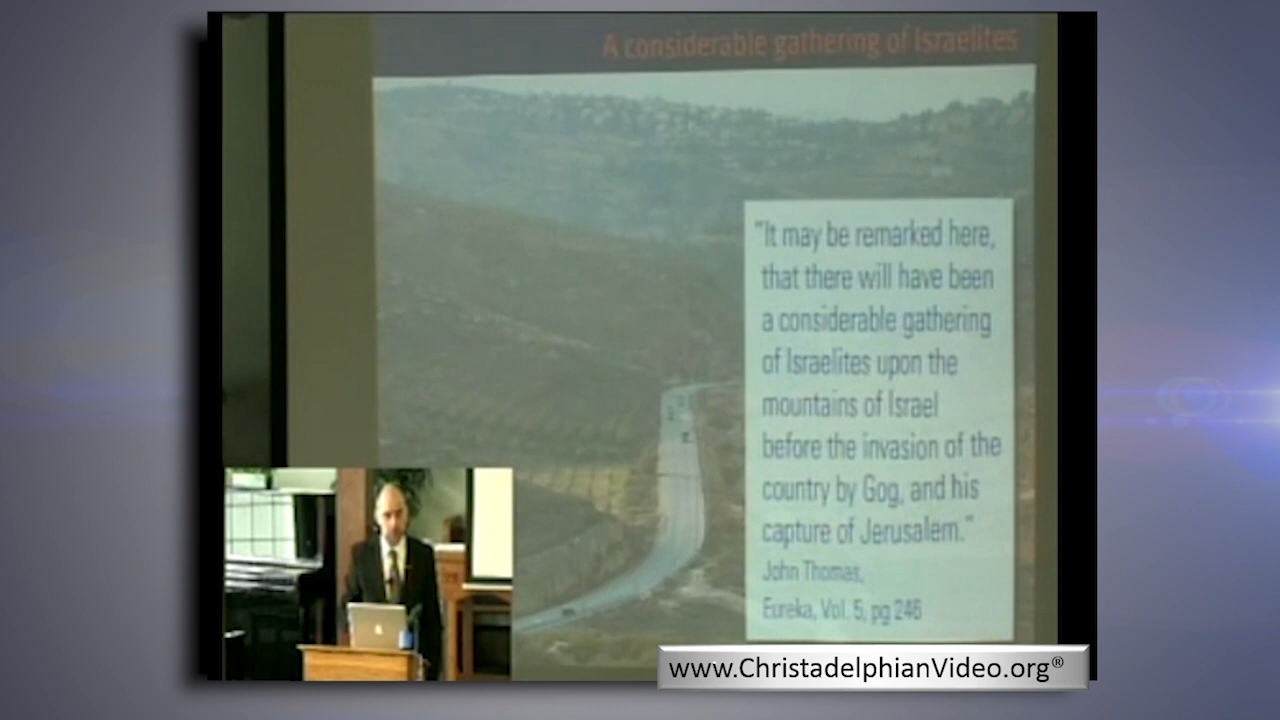 A considerable gathering of Israelites
"It may be remarked here,
that there will have been
a considerable gathering
of Israelites upon the
mountains of Israel
before the invasion of the
country by Gog, and his
capture of Jerusalem."
John Thomas,
Eureka, Vol. 5, pg 246
www.ChristadelphianVideo.org®